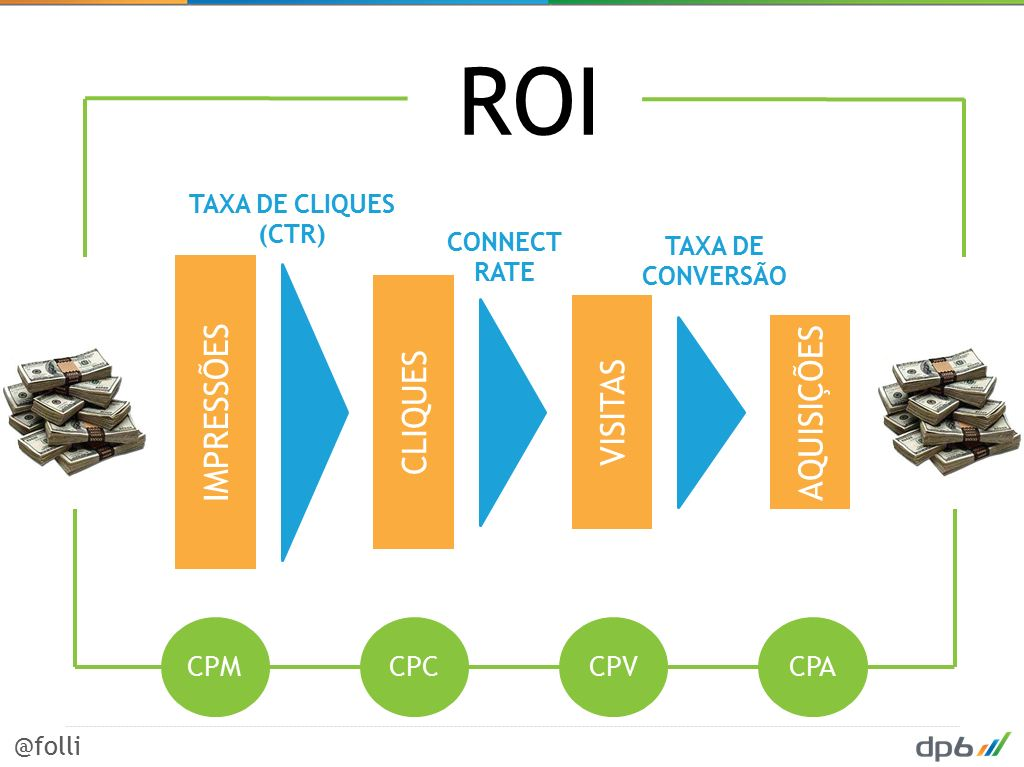 ROI
TAXA DE CLIQUES
(CTR)
CONNECT
RATE
TAXA DE
CONVERSÃO
IMPRESSÕES
CLIQUES
VISITAS
AQUISIÇÕES
CPM
CPC
CPV
CPA
@folli
dp6